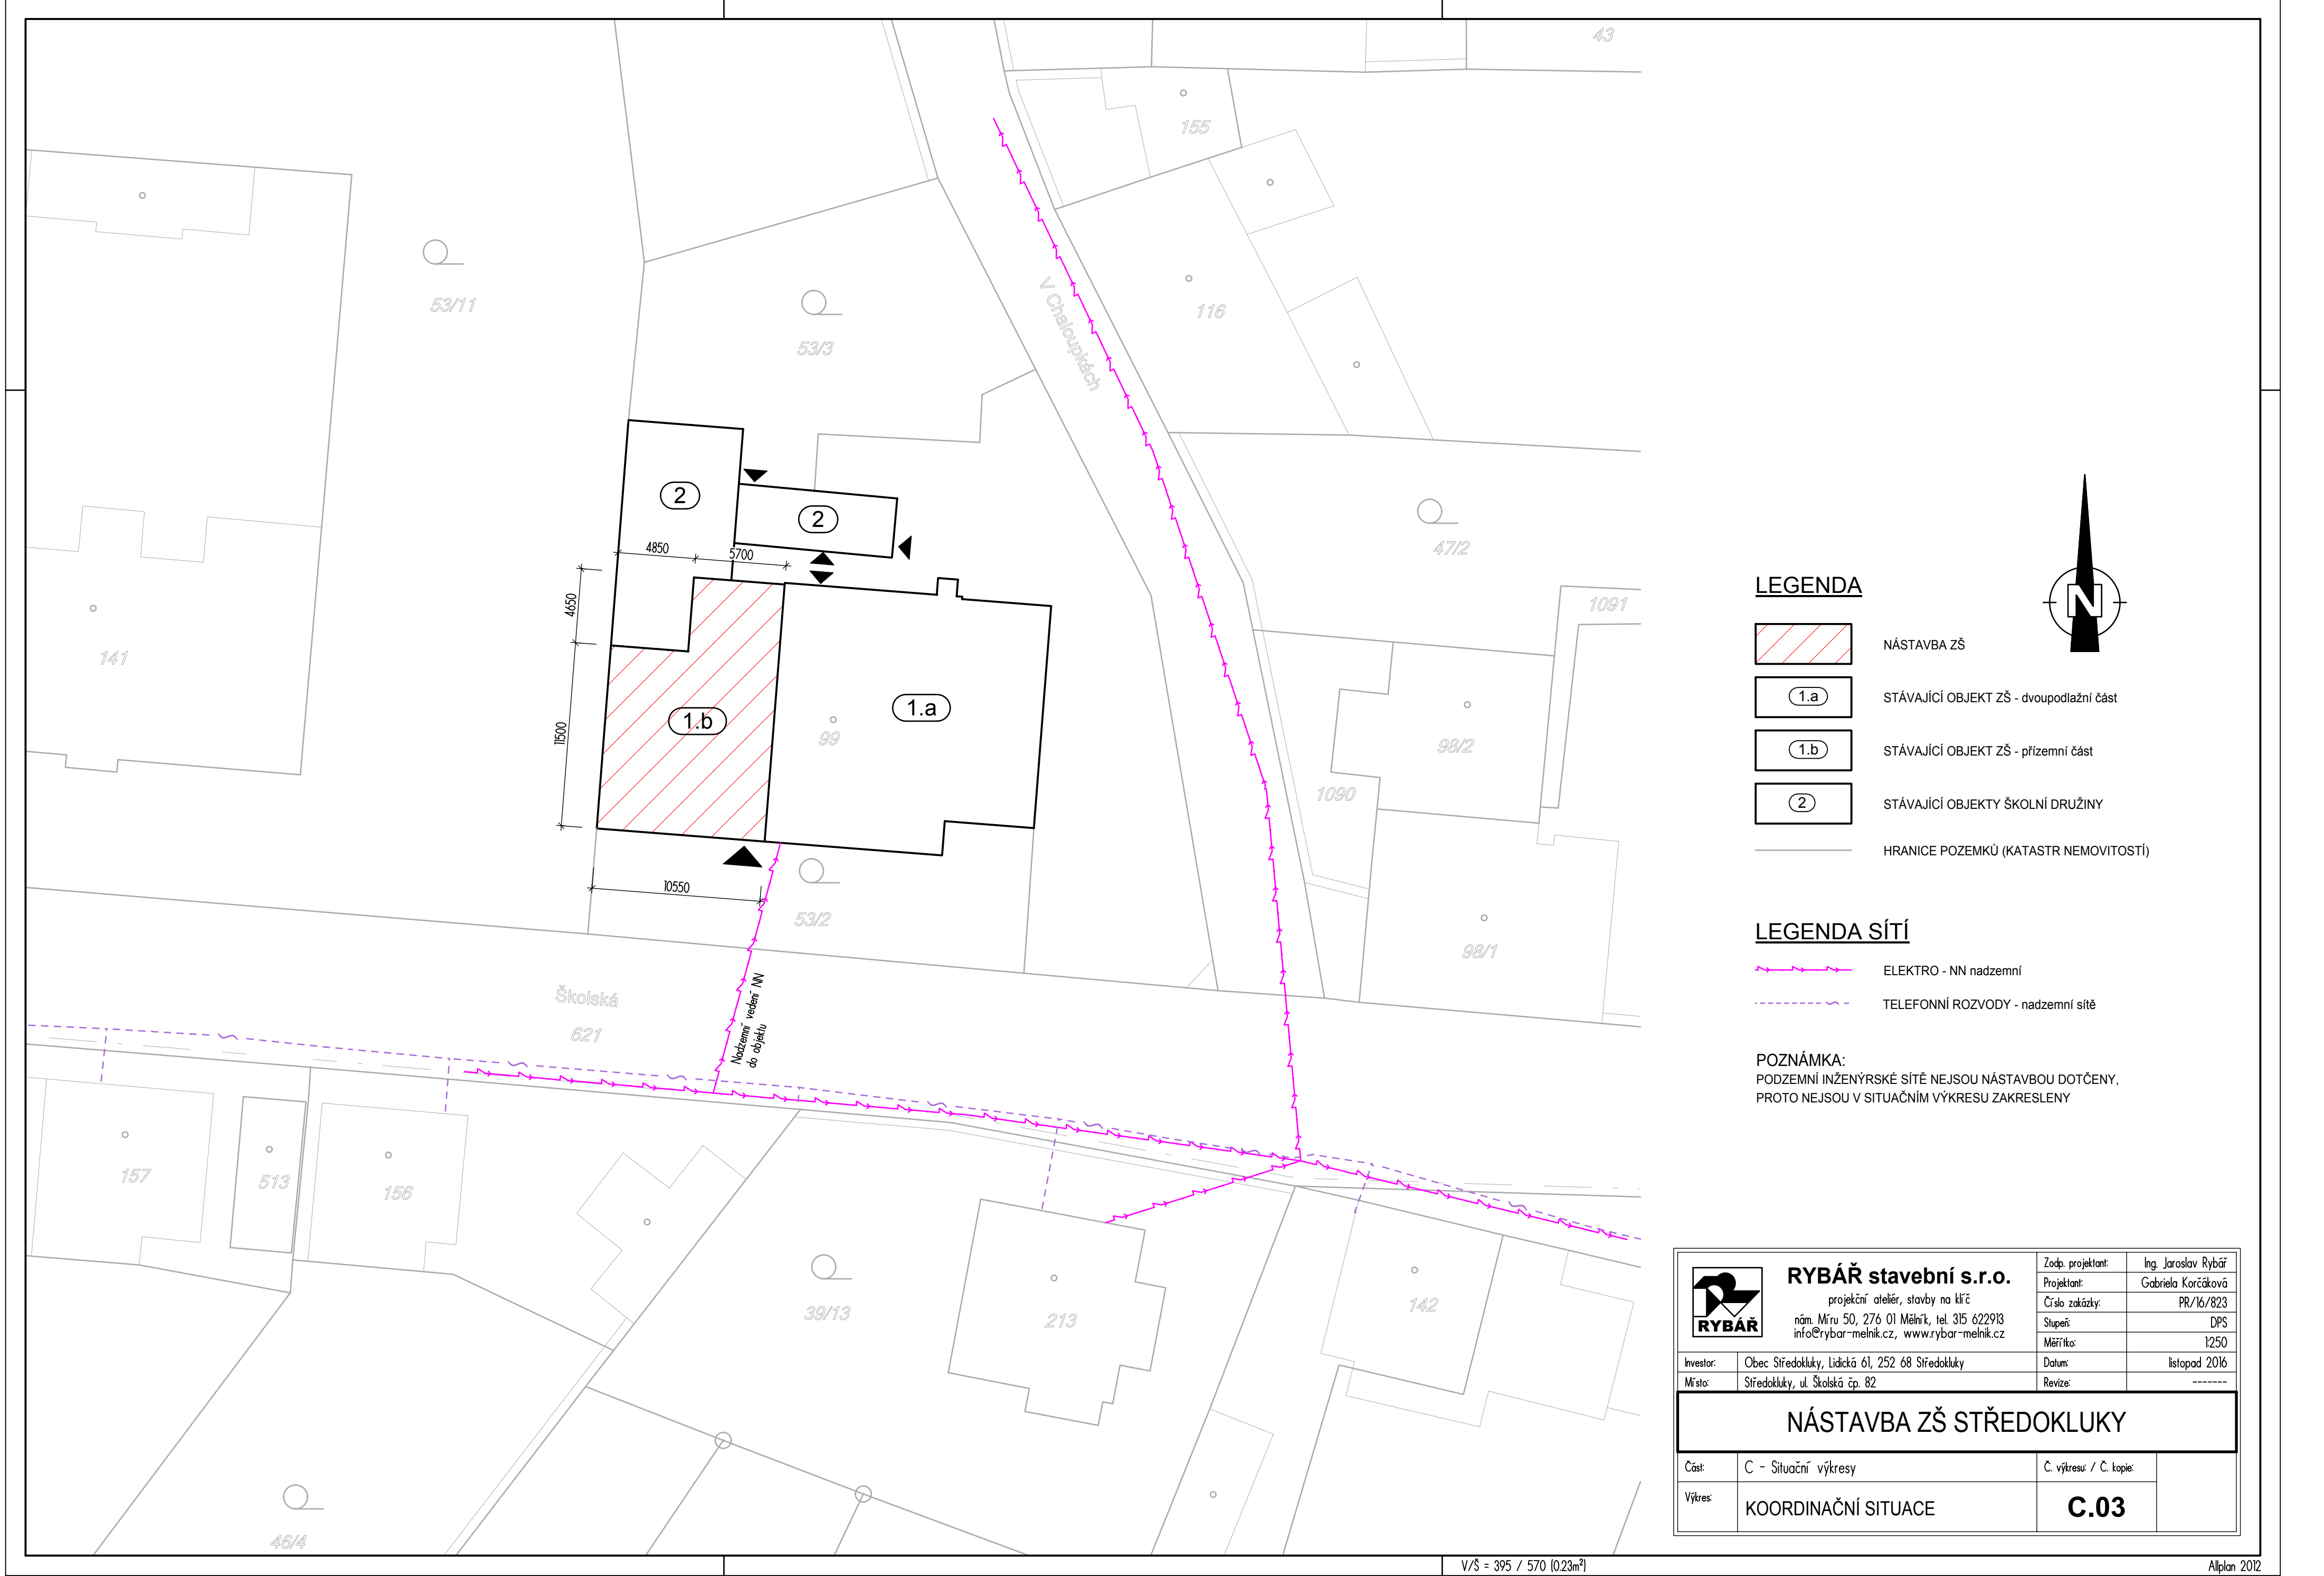 43
155
53/11
53/3
V Chaloupkách
116
2
2
4850
5700
4650
47/2
1091
141
11500
1.b
1.a
99
98/2
1090
10550
53/2
98/1
Školská
621
Nadzemní vedení NN
do objektu
157
513
156
39/13
213
142
46/4
N
LEGENDA
NÁSTAVBA ZŠ
1.a STÁVAJÍCÍ OBJEKT ZŠ - dvoupodlažní část
1.b STÁVAJÍCÍ OBJEKT ZŠ - přízemní část
2 STÁVAJÍCÍ OBJEKTY ŠKOLNÍ DRUŽINY
HRANICE POZEMKŮ (KATASTR NEMOVITOSTÍ)
LEGENDA SÍTÍ
ELEKTRO - NN nadzemní
TELEFONNÍ ROZVODY - nadzemní sítě
POZNÁMKA:
PODZEMNÍ INŽENÝRSKÉ SÍTĚ NEJSOU NÁSTAVBOU DOTČENY,
PROTO NEJSOU V SITUAČNÍM VÝKRESU ZAKRESLENY
RYBÁŘ
RYBÁŘ stavební s.r.o.
projekční ateliér, stavby na klíč
nám. Míru 50, 276 01 Mělník, tel. 315 622913
info@rybar-melnik.cz, www.rybar-melnik.cz
Zodp. projektant: Ing. Jaroslav Rybář
Projektant: Gabriela Korčáková
Číslo zakázky: PR/16/823
Stupeň: DPS
Měřítko: 1:250
Investor: Obec Středokluky, Lidická 61, 252 68 Středokluky
Datum: listopad 2016
Místo: Středokluky, ul. Školská čp. 82
Revize: -------
NÁSTAVBA ZŠ STŘEDOKLUKY
Část: C - Situační výkresy
Č. výkresu: / Č. kopie:
Výkres: KOORDINAČNÍ SITUACE
C.03
V/Š = 395 / 570 (0.23m²)
Allplan 2012